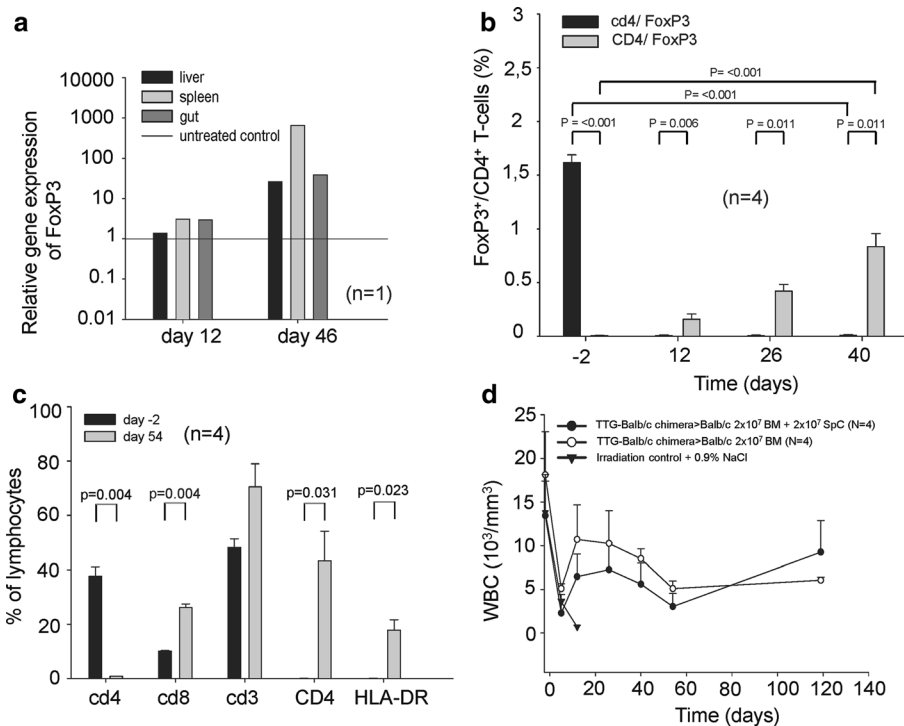 a
Relative gene expression
of FoxP3
10000
1000
100
10
1
0.1
0.01
liver
spleen
gut
untreated control
(n=1)
day 12
day 46
b
FoxP3+/CD4+ T-cells (%)
3
2,5
2
1,5
1
0.5
0
cd4/ FoxP3
CD4/ FoxP3
P= <0.001
P= <0.001
P = <0.001
P = 0.006
P = 0.011
P = 0.011
(n=4)
-2
12
26
40
Time (days)
c
% of lymphocytes
100
80
60
40
20
0
day -2
day 54
(n=4)
p=0.004
p=0.004
p=0.031
p=0.023
cd4
cd8
cd3
CD4
HLA-DR
d
WBC (10³/mm³)
25
20
15
10
5
0
TTG-Balb/c chimera>Balb/c 2x10⁷ BM + 2x10⁷ SpC (N=4)
TTG-Balb/c chimera>Balb/c 2x10⁷ BM (N=4)
Irradiation control + 0.9% NaCl
0
20
40
60
80
100
120
140
Time (days)